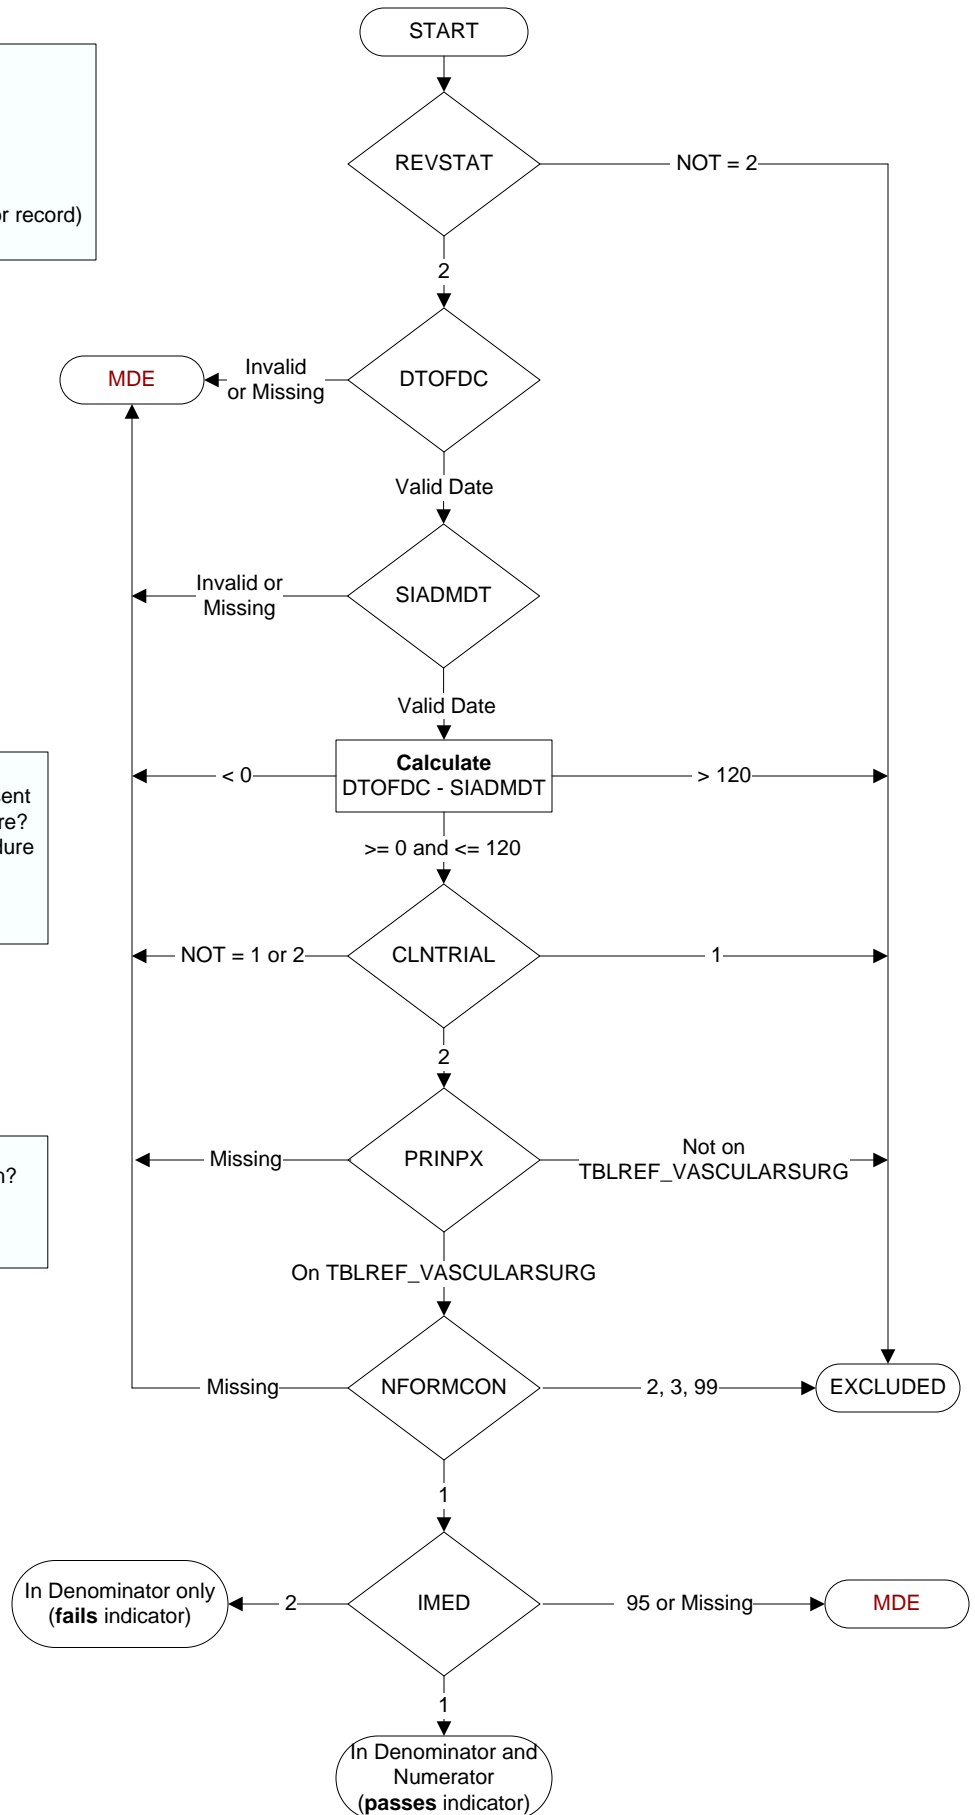 START
REVSTAT
NOT = 2
r record)
2
DTOFDC
Invalid
or Missing
MDE
Valid Date
SIADMDT
Invalid or
Missing
Valid Date
Calculate
DTOFDC - SIADMDT
< 0
> 120
sent
re?
dure
>= 0 and <= 120
CLNTRIAL
NOT = 1 or 2
1
2
PRINPX
Missing
Not on
TBLREF_VASCULARSURG
n?
On TBLREF_VASCULARSURG
NFORMCON
Missing
2, 3, 99
EXCLUDED
1
IMED
2
In Denominator only
(fails indicator)
95 or Missing
MDE
1
In Denominator and
Numerator
(passes indicator)